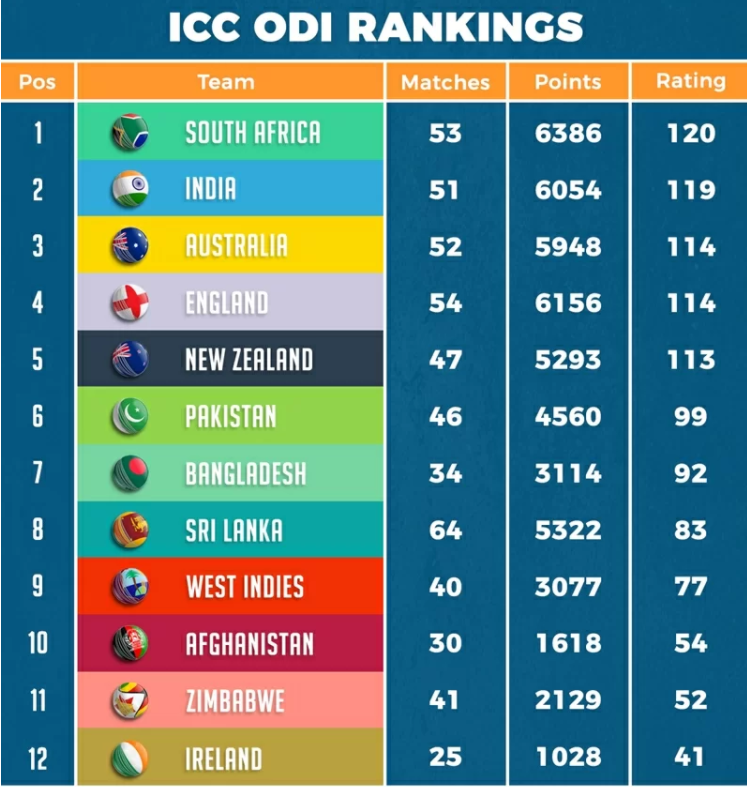 ICC ODI RANKINGS
Pos Team Matches Points Rating
1 SOUTH AFRICA 53 6386 120
2 INDIA 51 6054 119
3 AUSTRALIA 52 5948 114
4 ENGLAND 54 6156 114
5 NEW ZEALAND 47 5293 113
6 PAKISTAN 46 4560 99
7 BANGLADESH 34 3114 92
8 SRI LANKA 64 5322 83
9 WEST INDIES 40 3077 77
10 AFGHANISTAN 30 1618 54
11 ZIMBABWE 41 2129 52
12 IRELAND 25 1028 41